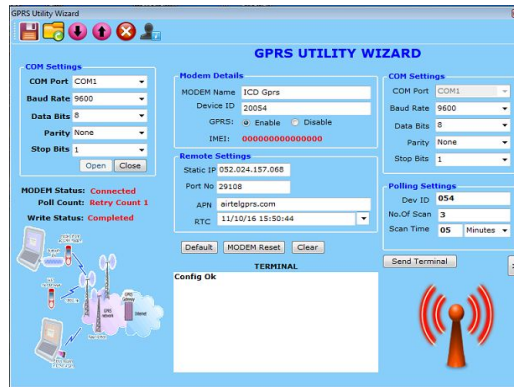 GPRS Utility Wizard
GPRS UTILITY WIZARD
COM Settings
COM Port COM1
Baud Rate 9600
Data Bits 8
Parity None
Stop Bits 1
Open Close
MODEM Status: Connected
Poll Count: Retry Count 1
Write Status: Completed
GPRS Gateway
Internet
Modem Details
MODEM Name ICD Gprs
Device ID 20054
GPRS: Enable Disable
IMEI: 000000000000000
Remote Settings
Static IP 052.024.157.068
Port No 29108
APN airtelgprs.com
RTC 11/10/16 15:50:44
Default MODEM Reset Clear
TERMINAL
Config Ok
COM Settings
COM Port COM1
Baud Rate 9600
Data Bits 8
Parity None
Stop Bits 1
Polling Settings
Dev ID 054
No.Of Scan 3
Scan Time 05 Minutes
Send Terminal